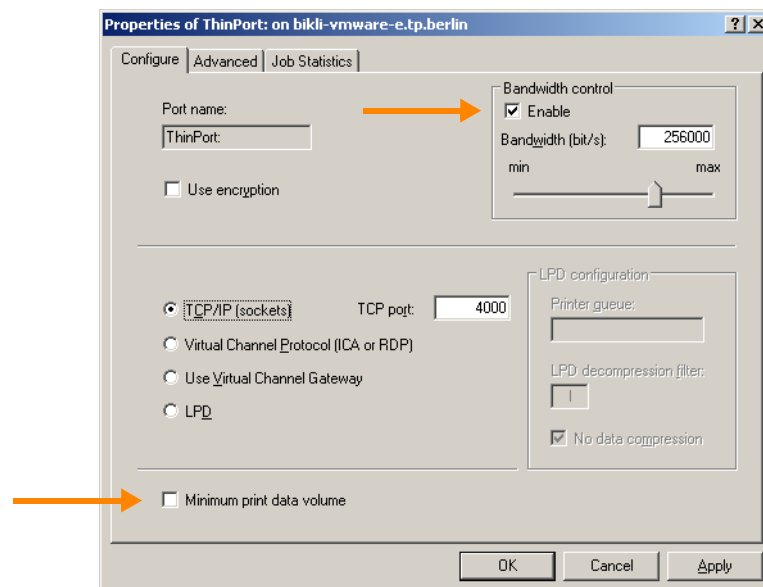 Properties of ThinPort: on bikli-vmware-e.tp.berlin
Configure Advanced Job Statistics
Port name:
ThinPort:
Use encryption
Bandwidth control
Enable
Bandwidth (bit/s): 256000
min max
TCP/IP (sockets) TCP port: 4000
Virtual Channel Protocol (ICA or RDP)
Use Virtual Channel Gateway
LPD
LPD configuration
Printer queue:
LPD decompression filter:
l
No data compression
Minimum print data volume
OK Cancel Apply